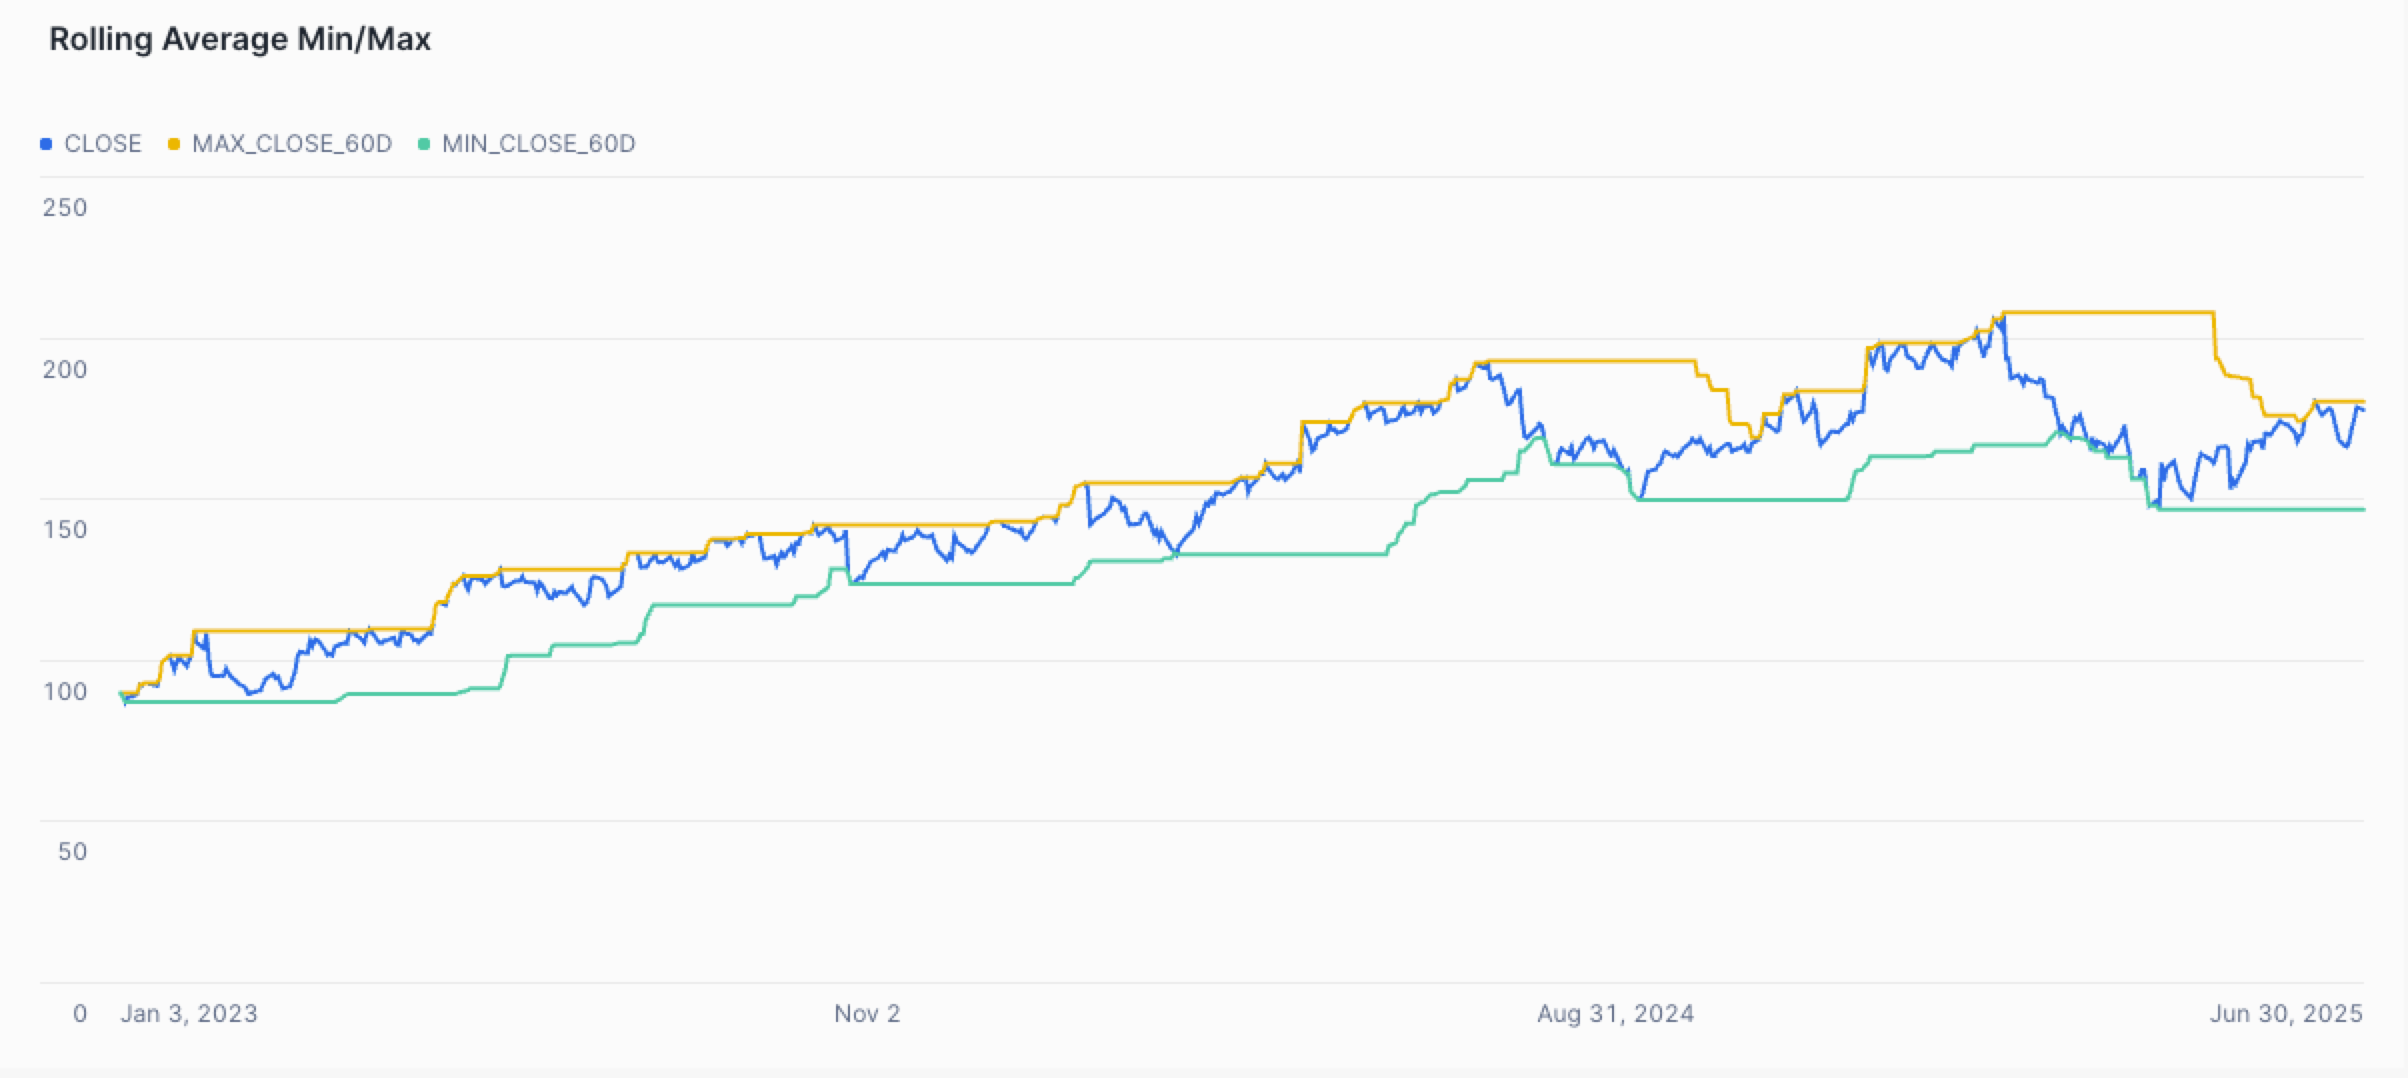 Rolling Average Min/Max
CLOSE MAX_CLOSE_60D MIN_CLOSE_60D
250
200
150
100
50
0 Jan 3, 2023 Nov 2 Aug 31, 2024 Jun 30, 2025